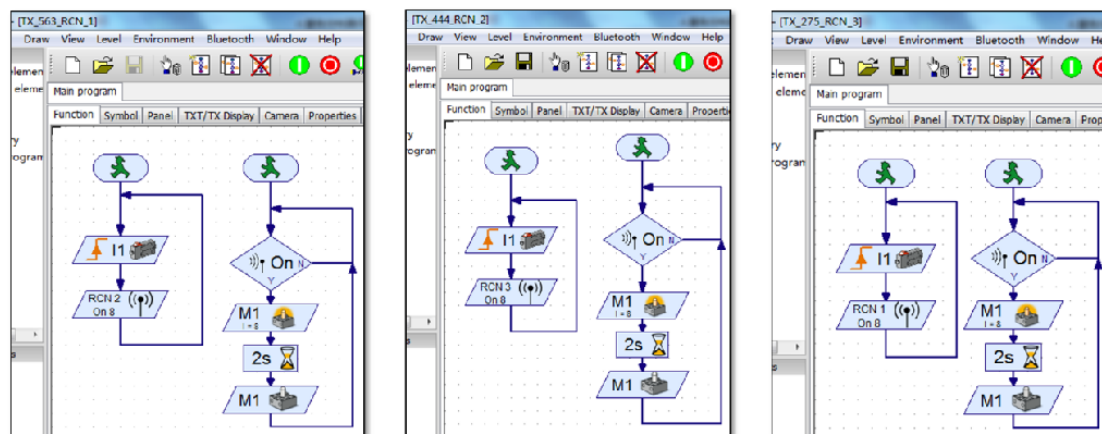 [TX_563_RCN_1]
Draw View Level Environment Bluetooth Window Help
Main program
Function Symbol Panel TXT/TX Display Camera Properties
I1
On N
Y
RCN 2
On 8
M1
I = 8
2s
M1
[TX_444_RCN_2]
Draw View Level Environment Bluetooth Window Help
Main program
Function Symbol Panel TXT/TX Display Camera
I1
On N
Y
RCN 3
On 8
M1
I = 8
2s
M1
[TX_275_RCN_3]
Draw View Level Environment Bluetooth Window
Main program
Function Symbol Panel TXT/TX Display Camera
I1
On N
Y
RCN 1
On 8
M1
I = 8
2s
M1